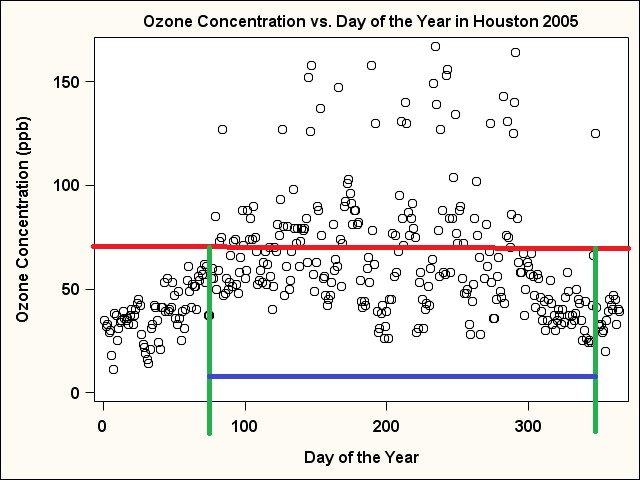 Ozone Concentration vs. Day of the Year in Houston 2005
Ozone Concentration (ppb)
150
100
50
0
0 100 200 300
Day of the Year